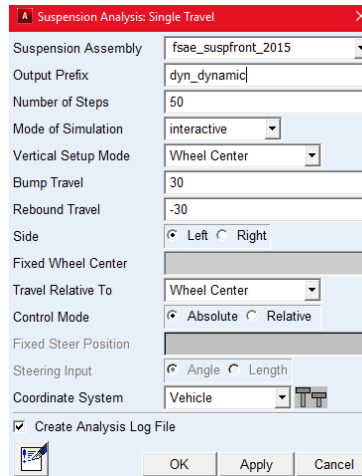 Suspension Analysis: Single Travel
Suspension Assembly fsae_suspfront_2015
Output Prefix dyn_dynamic
Number of Steps 50
Mode of Simulation interactive
Vertical Setup Mode Wheel Center
Bump Travel 30
Rebound Travel -30
Side Left Right
Fixed Wheel Center
Travel Relative To Wheel Center
Control Mode Absolute Relative
Fixed Steer Position
Steering Input Angle Length
Coordinate System Vehicle
Create Analysis Log File
OK Apply Cancel